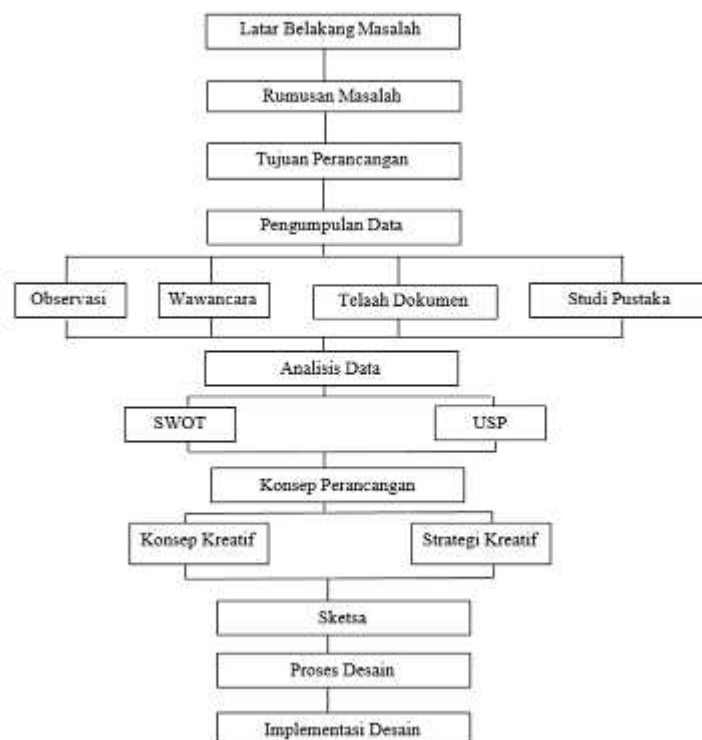 Latar Belakang Masalah
Rumusan Masalah
Tujuan Perancangan
Pengumpulan Data
Observasi
Wawancara
Telaah Dokumen
Studi Pustaka
Analisis Data
SWOT
USP
Konsep Perancangan
Konsep Kreatif
Strategi Kreatif
Sketsa
Proses Desain
Implementasi Desain